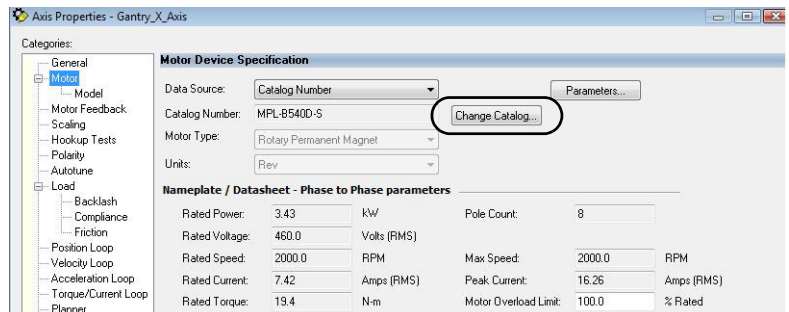 Axis Properties - Gantry_X_Axis
Categories:
General
Motor
Model
Motor Feedback
Scaling
Hookup Tests
Polarity
Autotune
Load
Backlash
Compliance
Friction
Position Loop
Velocity Loop
Acceleration Loop
Torque/Current Loop
Planner
Motor Device Specification
Data Source: Catalog Number Parameters...
Catalog Number: MPL-B540D-S Change Catalog...
Motor Type: Rotary Permanent Magnet
Units: Rev
Nameplate / Datasheet - Phase to Phase parameters
Rated Power: 3.43 kW Pole Count: 8
Rated Voltage: 460.0 Volts (RMS)
Rated Speed: 2000.0 RPM Max Speed: 2000.0 RPM
Rated Current: 7.42 Amps (RMS) Peak Current: 16.26 Amps (RMS)
Rated Torque: 19.4 N-m Motor Overload Limit: 100.0 % Rated